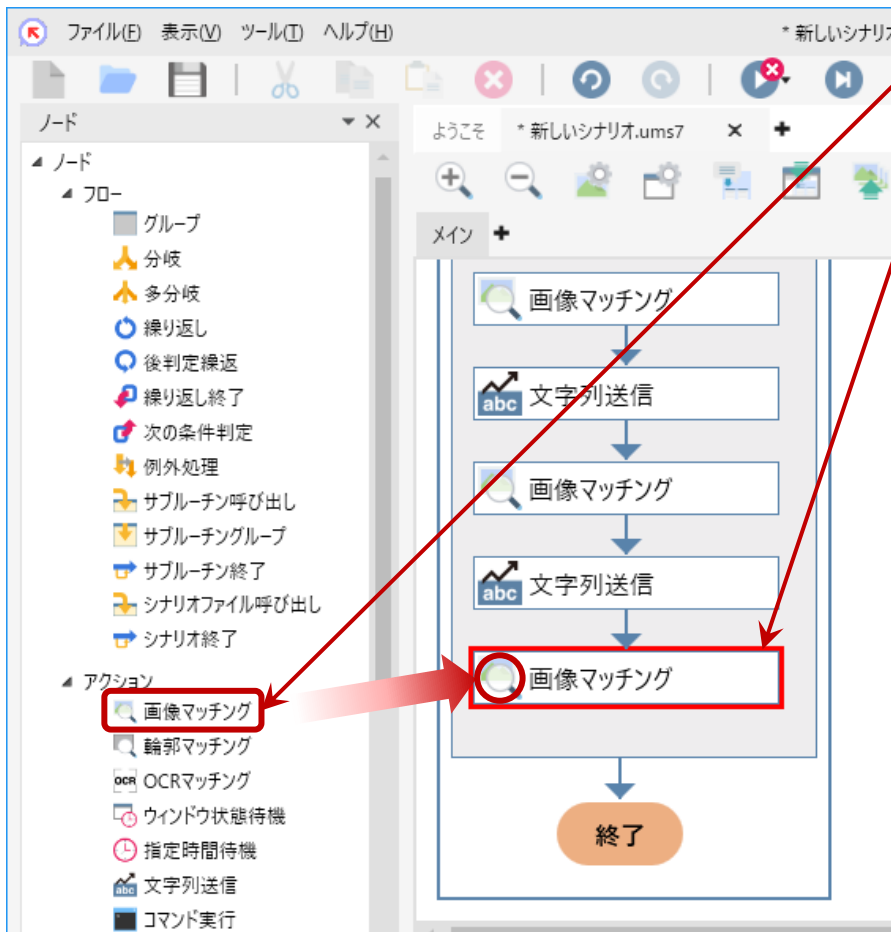 ファイル(F) 表示(V) ツール(T) ヘルプ(H)
* 新しいシナリオ
ノード
ノード
フロー
グループ
分岐
多分岐
繰り返し
後判定繰返
繰り返し終了
次の条件判定
例外処理
サブルーチン呼び出し
サブルーチングループ
サブルーチン終了
シナリオファイル呼び出し
シナリオ終了
アクション
画像マッチング
輪郭マッチング
OCR OCRマッチング
ウィンドウ状態待機
指定時間待機
abc 文字列送信
コマンド実行
ようこそ * 新しいシナリオ.ums7
メイン
画像マッチング
abc 文字列送信
画像マッチング
abc 文字列送信
画像マッチング
終了